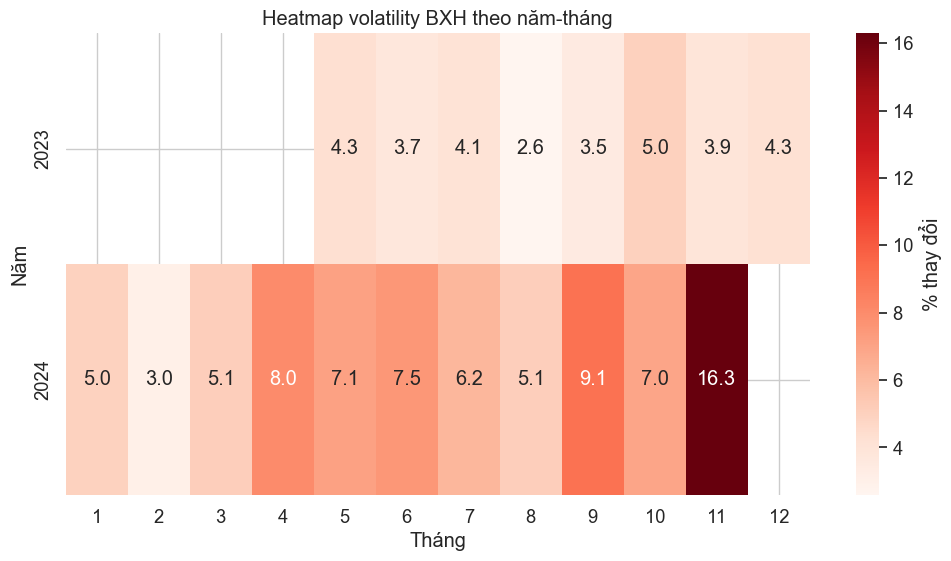 Heatmap volatility BXH theo năm-tháng
2023
4.3 3.7 4.1 2.6 3.5 5.0 3.9 4.3
2024
5.0 3.0 5.1 8.0 7.1 7.5 6.2 5.1 9.1 7.0 16.3
Năm
1 2 3 4 5 6 7 8 9 10 11 12
Tháng
16
14
12
10
8
6
4
% thay đổi